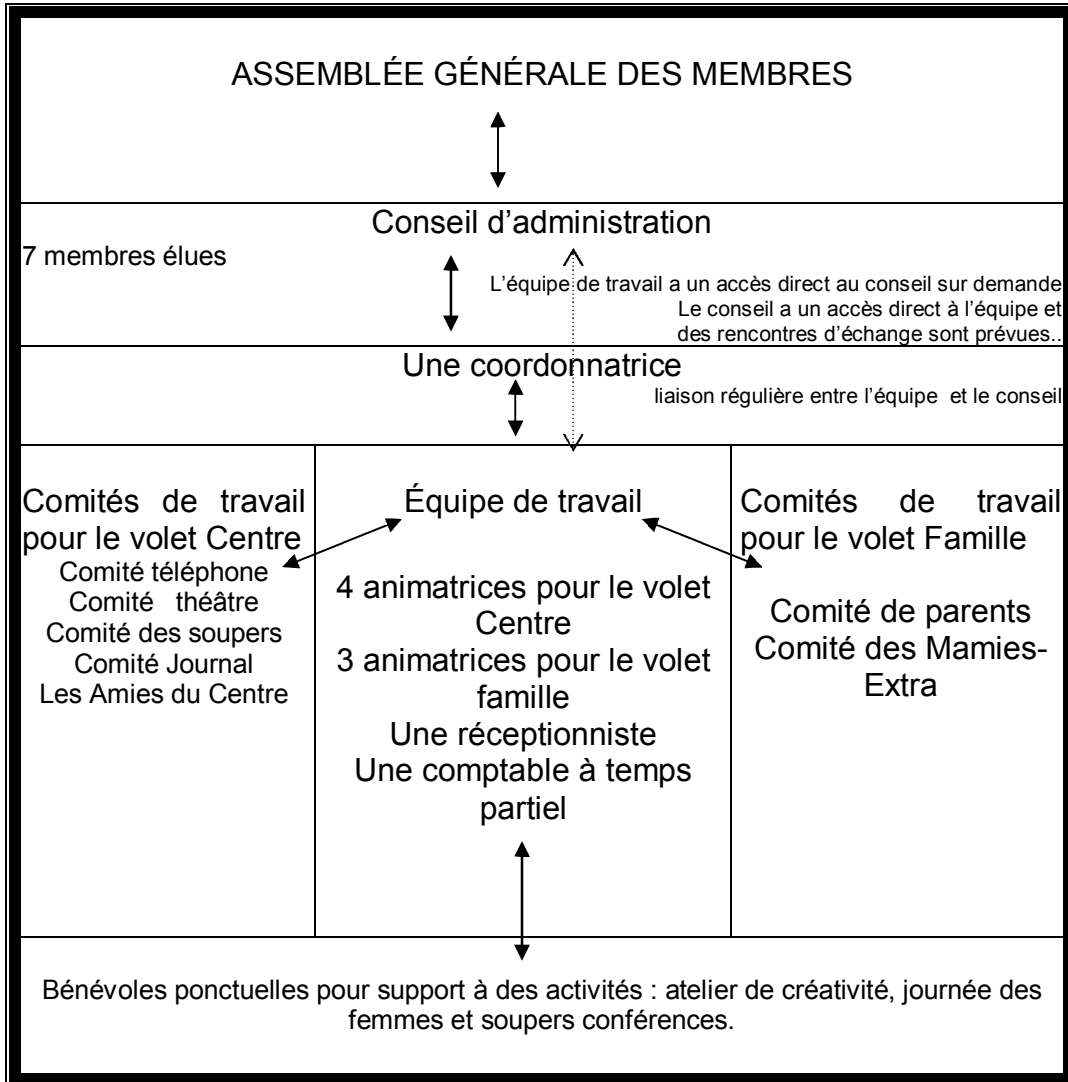 ASSEMBLÉE GÉNÉRALE DES MEMBRES
Conseil d'administration
7 membres élues
L'équipe de travail a un accès direct au conseil sur demande
Le conseil a un accès direct à l'équipe et
des rencontres d'échange sont prévues..
Une coordonnatrice
liaison régulière entre l'équipe et le conseil
Comités de travail
pour le volet Centre
Comité téléphone
Comité théâtre
Comité des soupers
Comité Journal
Les Amies du Centre
Équipe de travail
4 animatrices pour le volet
Centre
3 animatrices pour le volet
famille
Une réceptionniste
Une comptable à temps
partiel
Comités de travail
pour le volet Famille
Comité de parents
Comité des Mamies-
Extra
Bénévoles ponctuelles pour support à des activités : atelier de créativité, journée des
femmes et soupers conférences.